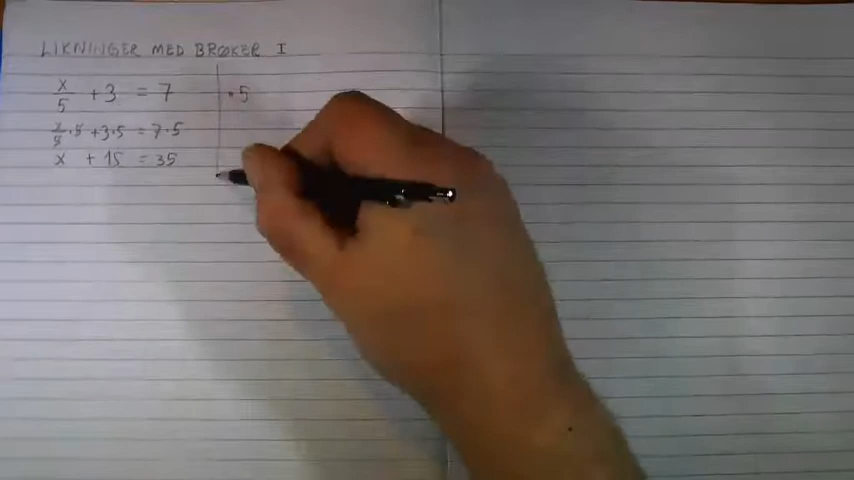 LIKNINGER MED BRØKER I
x/5 + 3 = 7 | ·5
x/5·5 + 3·5 = 7·5
x + 15 = 35